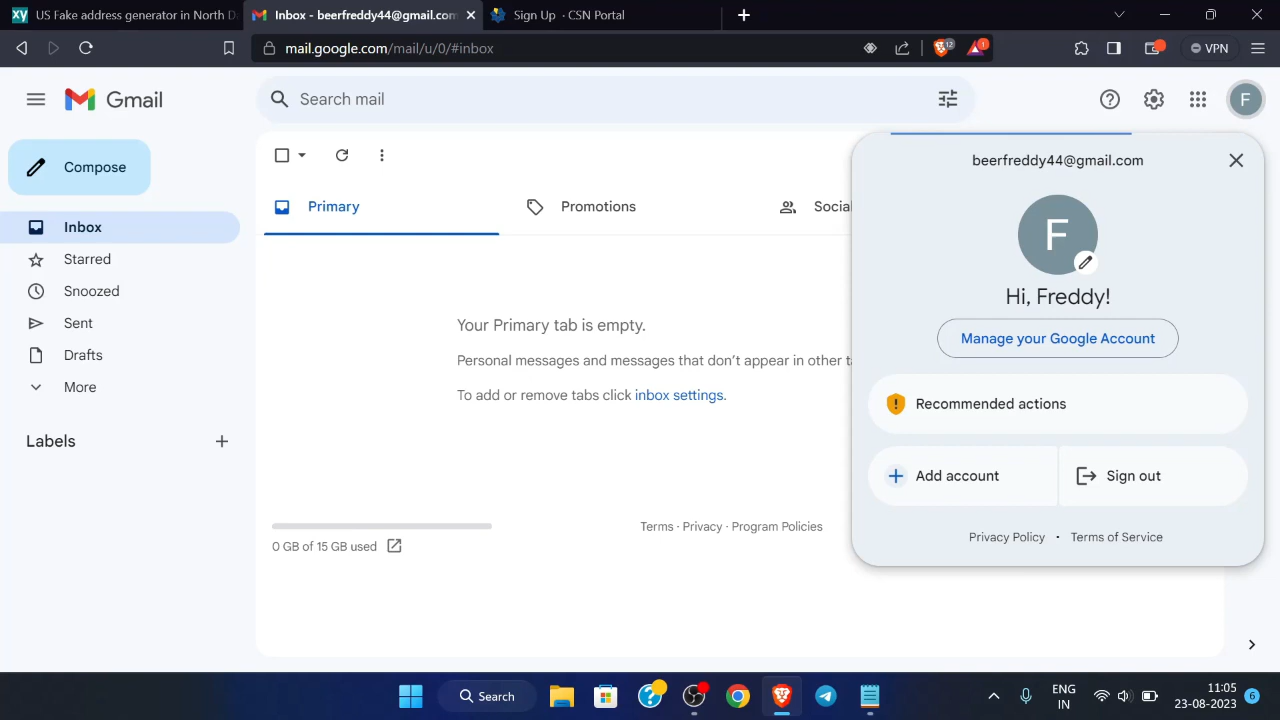 US Fake address generator in North D
Inbox - beerfreddy44@gmail.com
Sign Up · CSN Portal
mail.google.com/mail/u/0/#inbox
12
1
VPN
Gmail
Search mail
F
Compose
Inbox
Starred
Snoozed
Sent
Drafts
More
Labels
Primary
Promotions
Social
Your Primary tab is empty.
Personal messages and messages that don't appear in other ta
To add or remove tabs click inbox settings.
0 GB of 15 GB used
Terms · Privacy · Program Policies
beerfreddy44@gmail.com
F
Hi, Freddy!
Manage your Google Account
Recommended actions
Add account
Sign out
Privacy Policy · Terms of Service
Search
ENG
IN
11:05
23-08-2023
6